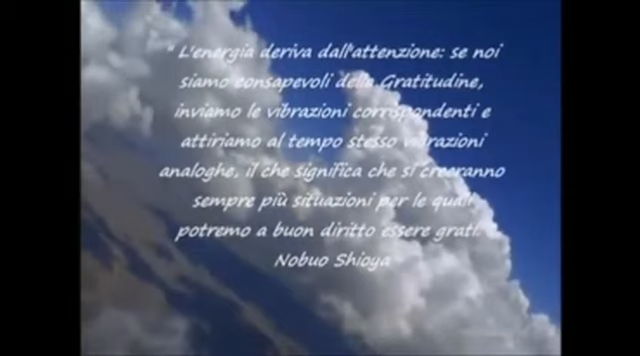 “ L'energia deriva dall'attenzione: se noi
siamo consapevoli della Gratitudine,
inviamo le vibrazioni corrispondenti e
attiriamo al tempo stesso vibrazioni
analoghe, il che significa che si creeranno
sempre più situazioni per le quali
potremo a buon diritto essere grati.
Nobuo Shioya